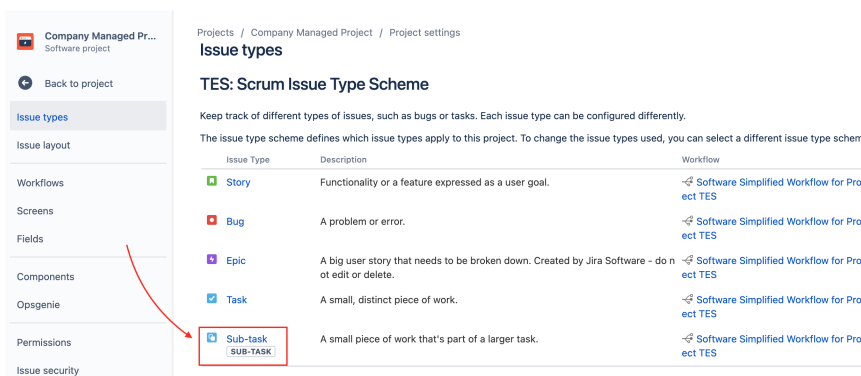 Company Managed Pr...
Software project
Back to project
Issue types
Issue layout
Workflows
Screens
Fields
Components
Opsgenie
Permissions
Issue security
Projects / Company Managed Project / Project settings
Issue types
TES: Scrum Issue Type Scheme
Keep track of different types of issues, such as bugs or tasks. Each issue type can be configured differently.
The issue type scheme defines which issue types apply to this project. To change the issue types used, you can select a different issue type schem
Issue Type Description Workflow
Story Functionality or a feature expressed as a user goal. Software Simplified Workflow for Pro
ect TES
Bug A problem or error. Software Simplified Workflow for Pro
ect TES
Epic A big user story that needs to be broken down. Created by Jira Software - do n Software Simplified Workflow for Pro
ot edit or delete. ect TES
Task A small, distinct piece of work. Software Simplified Workflow for Pro
ect TES
Sub-task A small piece of work that's part of a larger task. Software Simplified Workflow for Pro
SUB-TASK ect TES